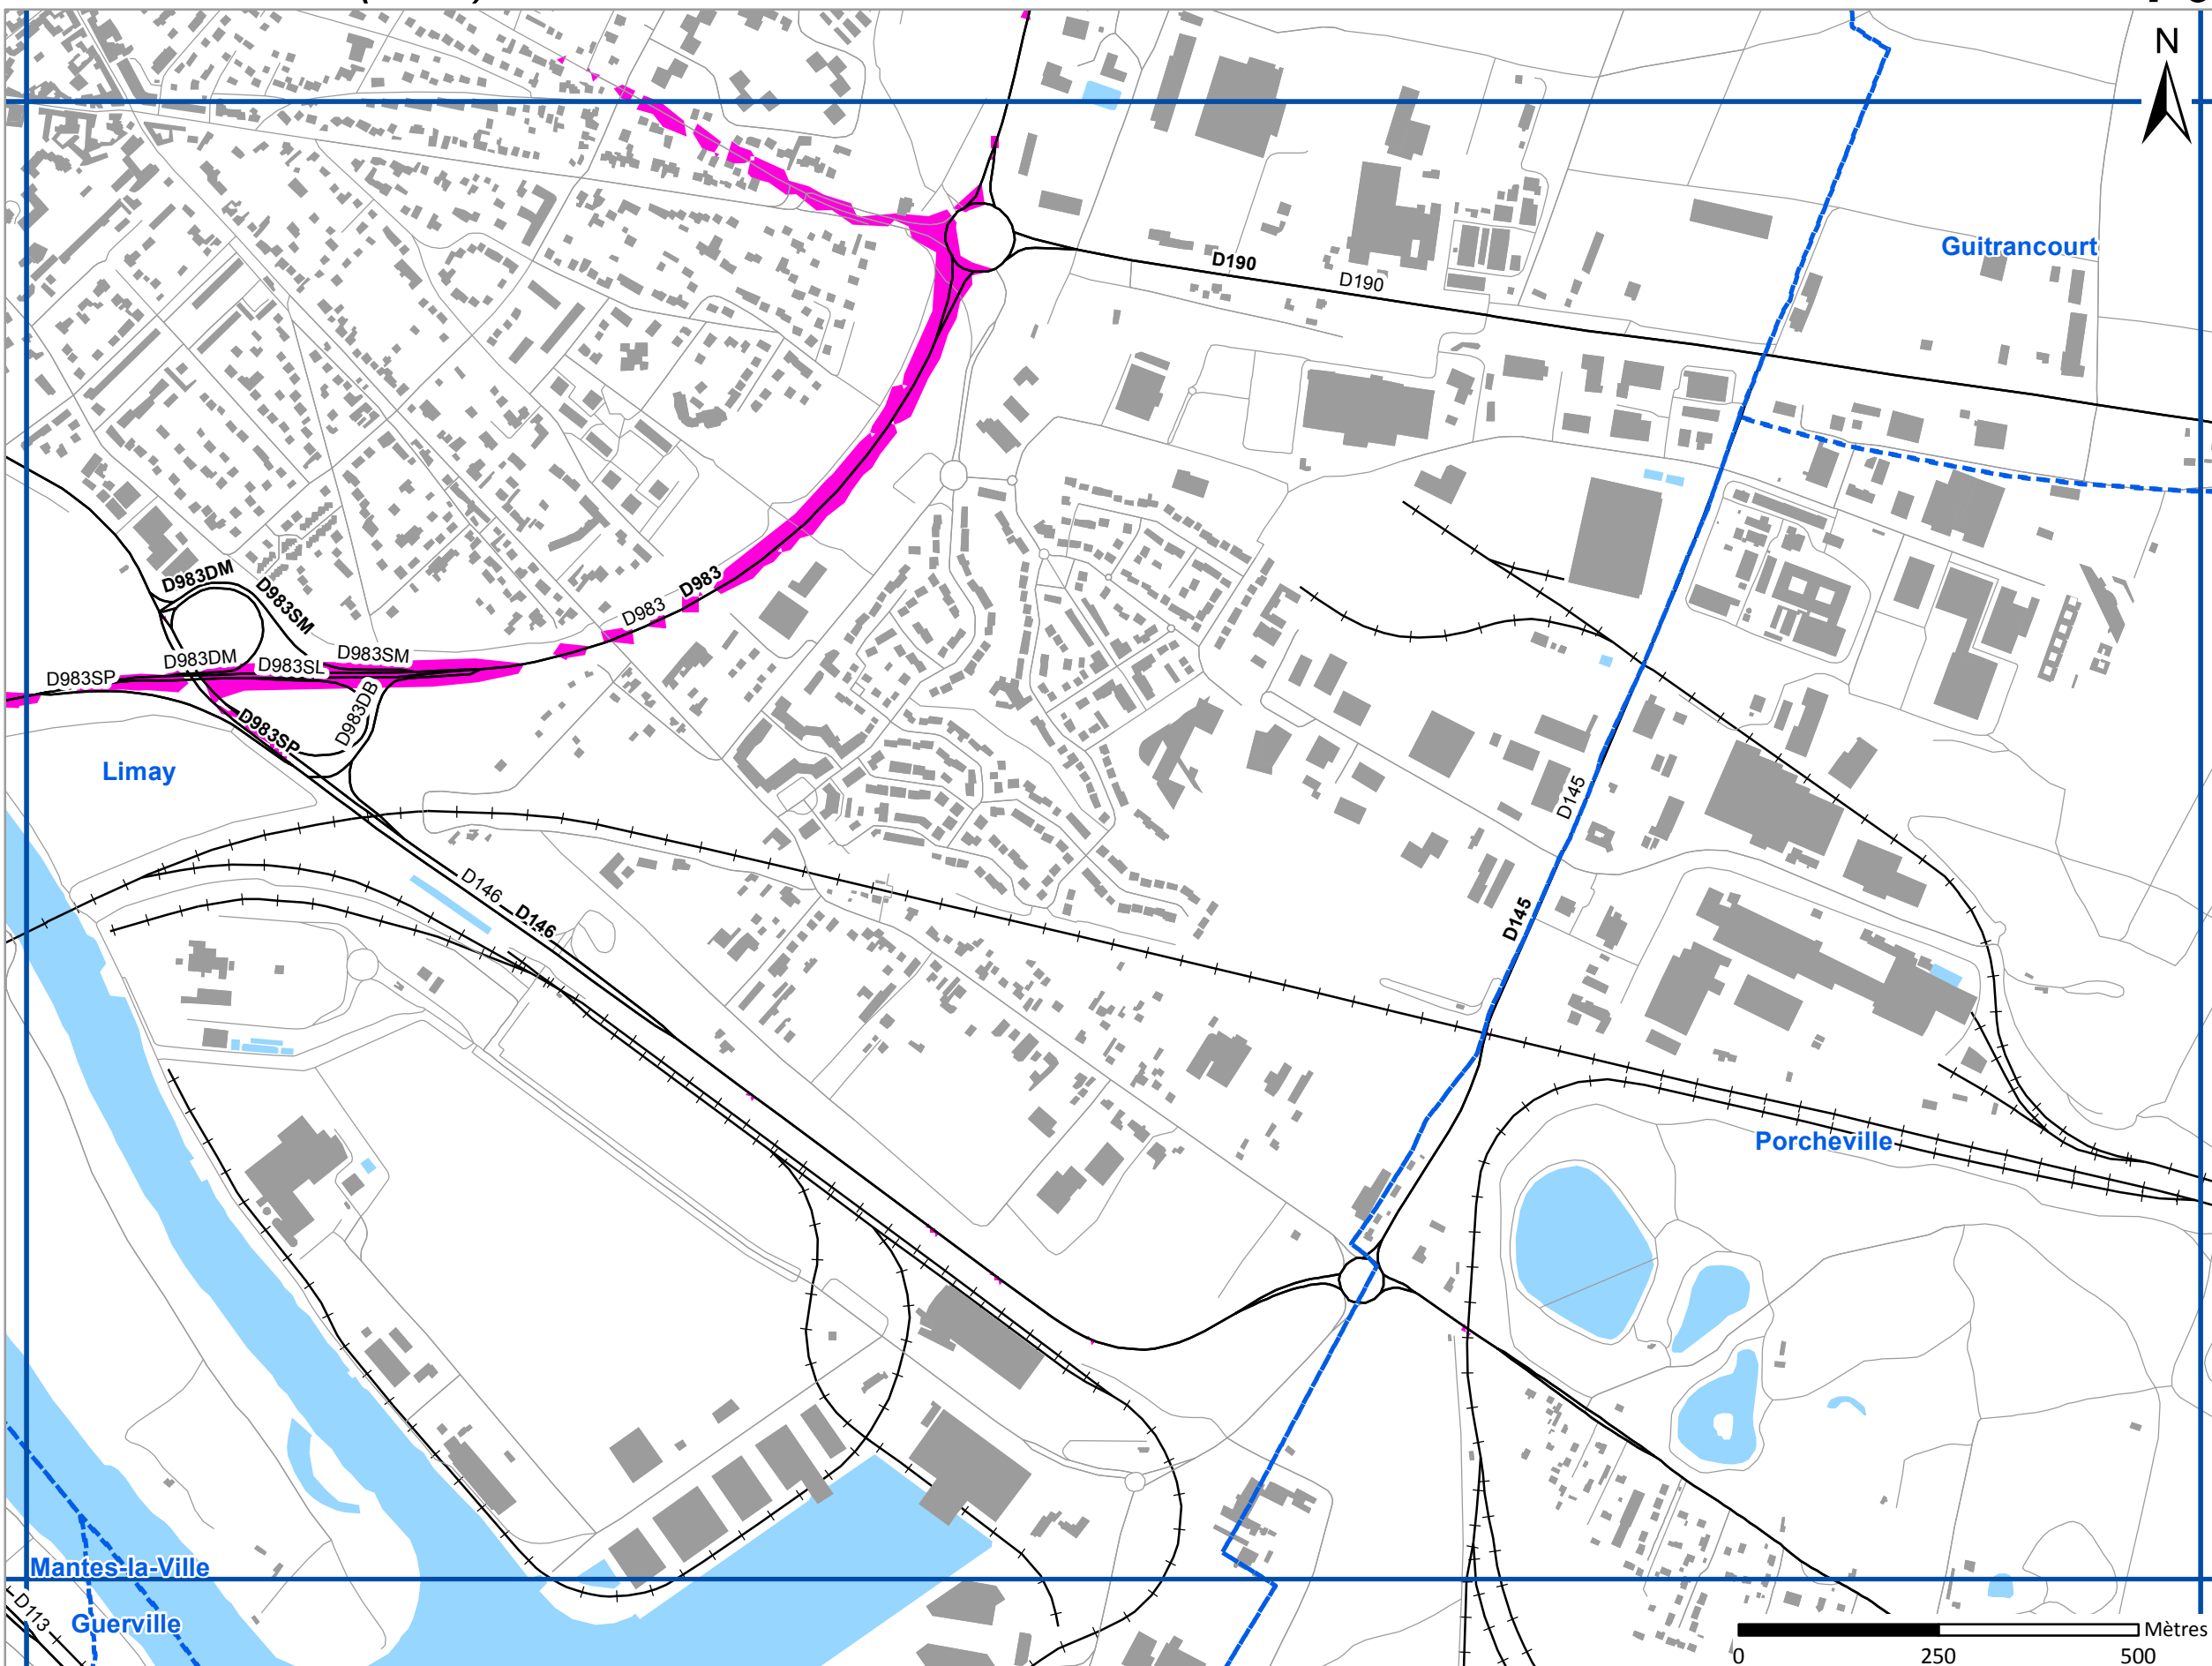 N
Guitrancourt
D190
D190
D983
D983
D983DM
D983SM
D983DM
D983SL
D983SM
D983SP
D983DB
D983SP
Limay
D145
D146
D146
D145
Porcheville
Mantes-la-Ville
D113
Guerville
Mètres
0 250 500